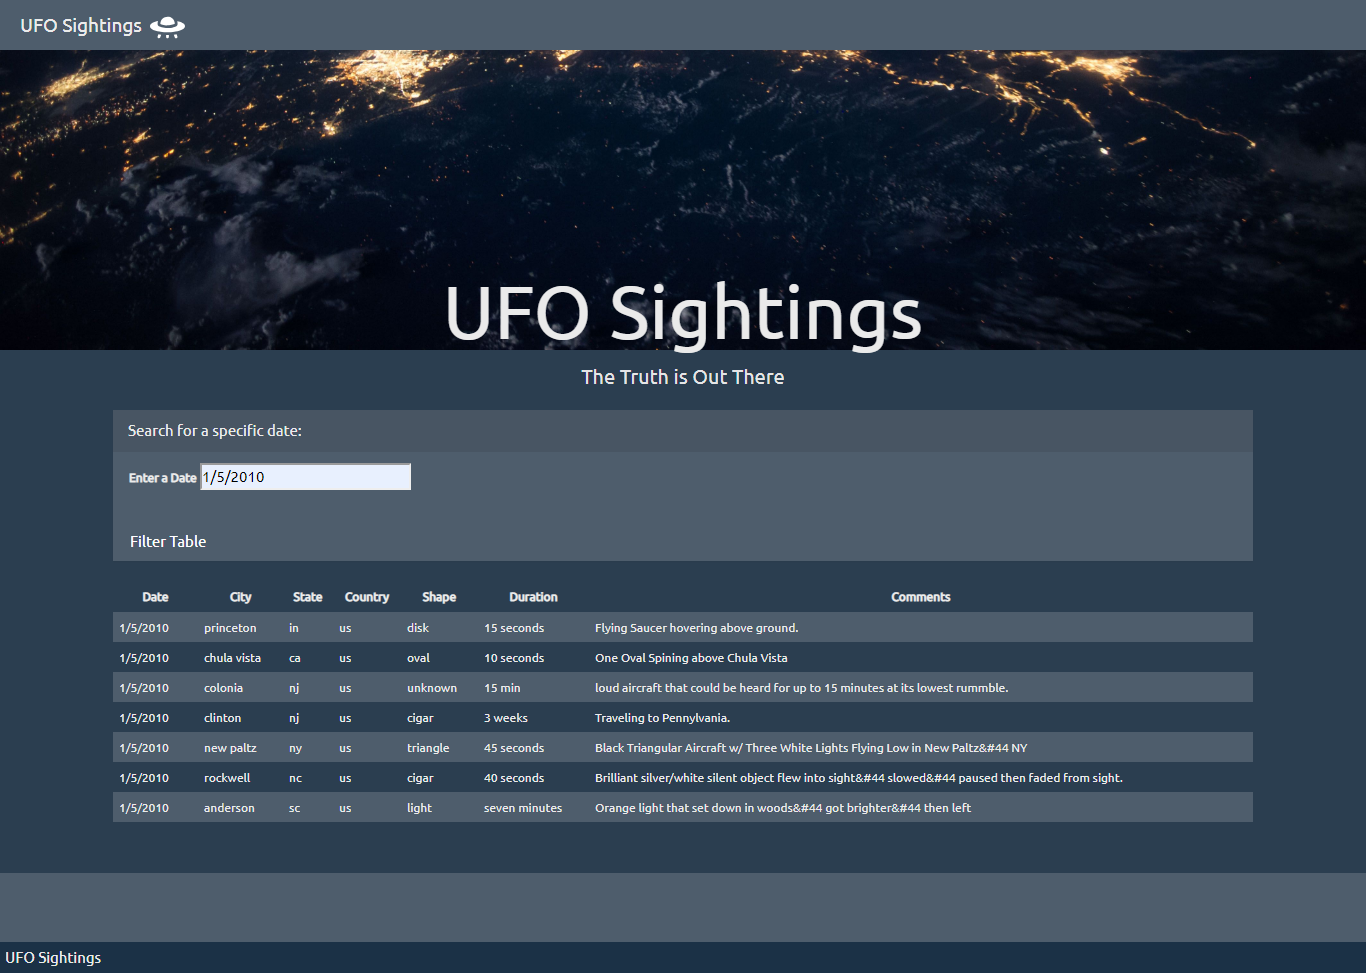 UFO Sightings
UFO Sightings
The Truth is Out There
Search for a specific date:
Enter a Date 1/5/2010
Filter Table
Date City State Country Shape Duration Comments
1/5/2010 princeton in us disk 15 seconds Flying Saucer hovering above ground.
1/5/2010 chula vista ca us oval 10 seconds One Oval Spining above Chula Vista
1/5/2010 colonia nj us unknown 15 min loud aircraft that could be heard for up to 15 minutes at its lowest rummble.
1/5/2010 clinton nj us cigar 3 weeks Traveling to Pennylvania.
1/5/2010 new paltz ny us triangle 45 seconds Black Triangular Aircraft w/ Three White Lights Flying Low in New Paltz&#44 NY
1/5/2010 rockwell nc us cigar 40 seconds Brilliant silver/white silent object flew into sight&#44 slowed&#44 paused then faded from sight.
1/5/2010 anderson sc us light seven minutes Orange light that set down in woods&#44 got brighter&#44 then left
UFO Sightings